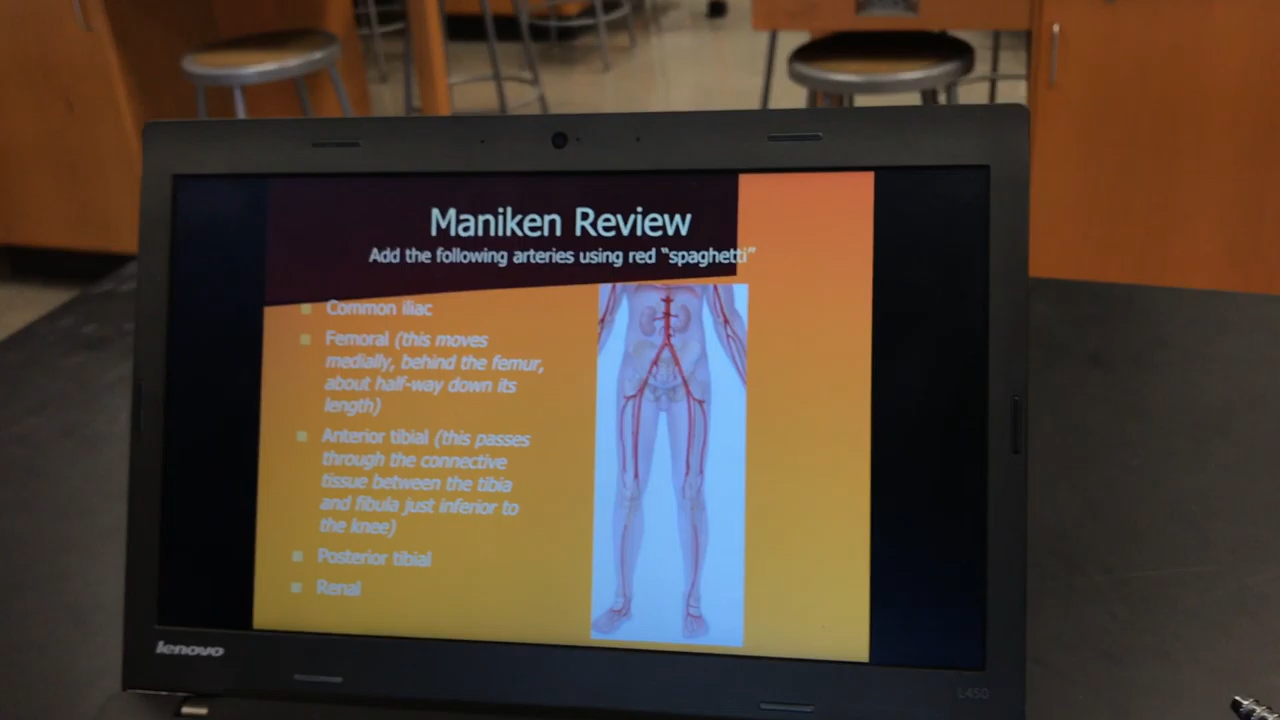 Maniken Review
Add the following arteries using red “spaghetti”
Common iliac
Femoral (this moves
medially, behind the femur,
about half-way down its
length)
Anterior tibial (this passes
through the connective
tissue between the tibia
and fibula just inferior to
the knee)
Posterior tibial
Renal
lenovo
L450